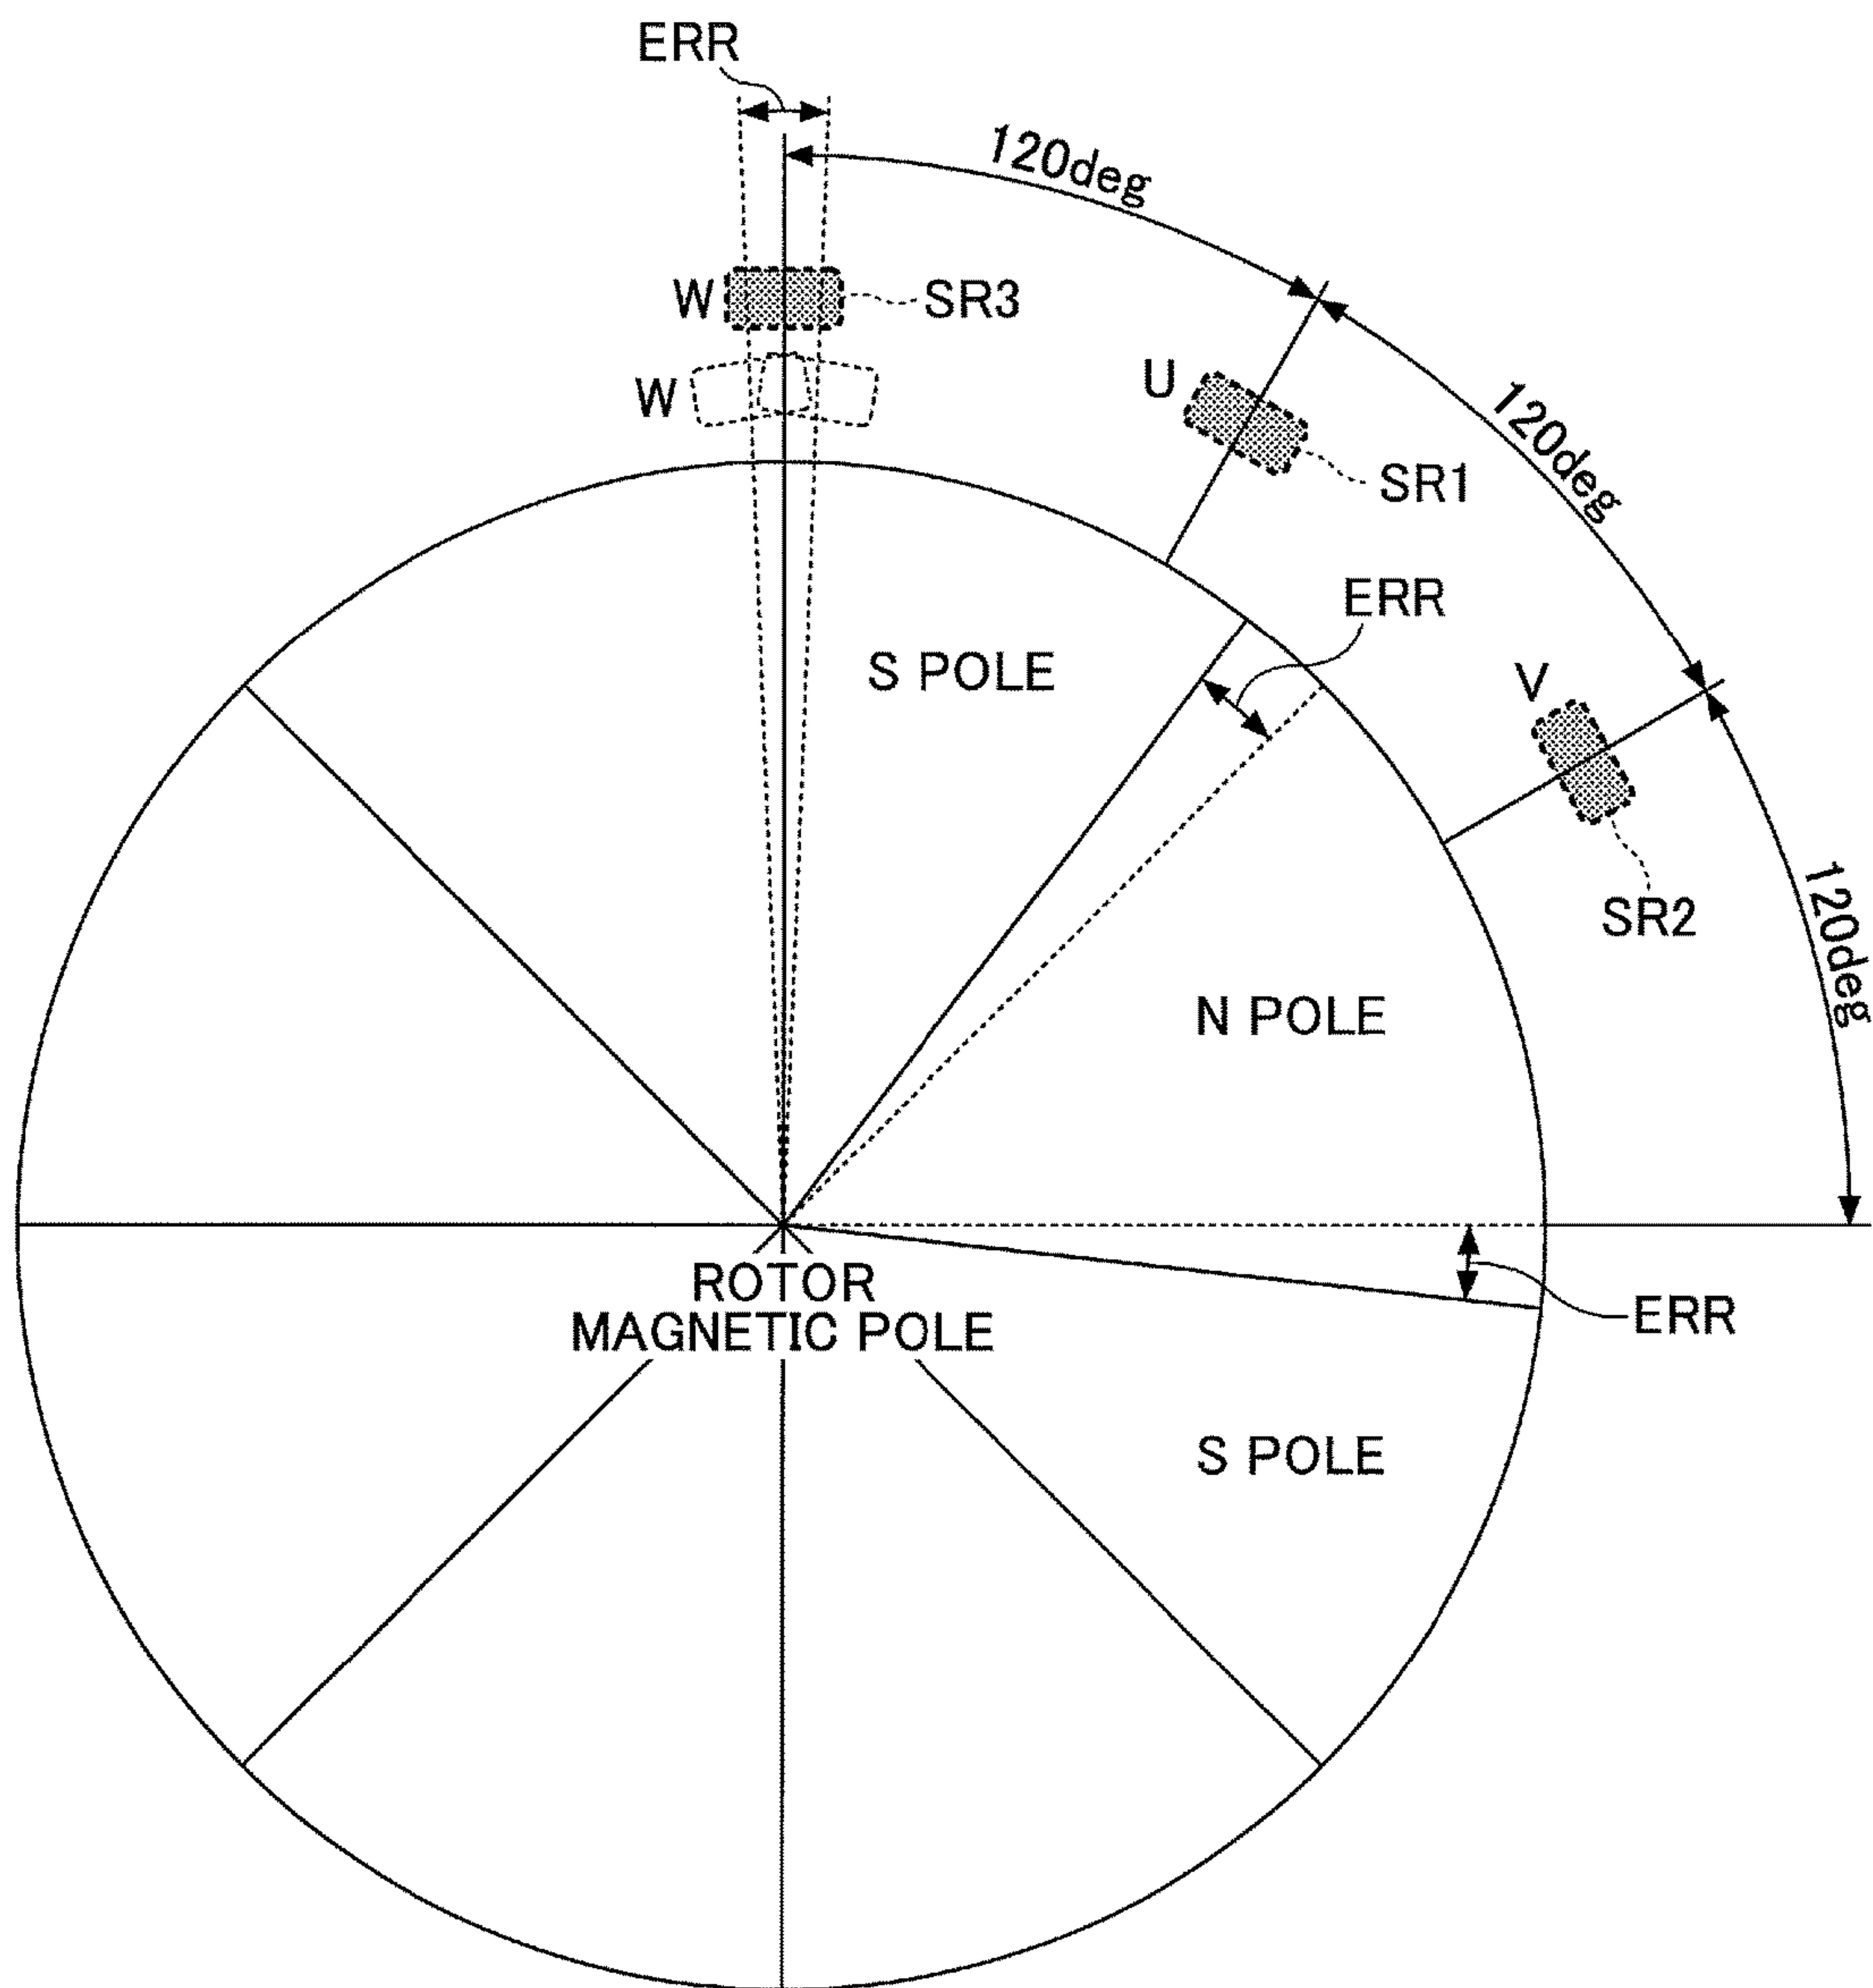 ERR
120deg
W
SR3
U
W
SR1
120deg
ERR
S POLE
V
SR2
120deg
N POLE
ROTOR
MAGNETIC POLE
ERR
S POLE